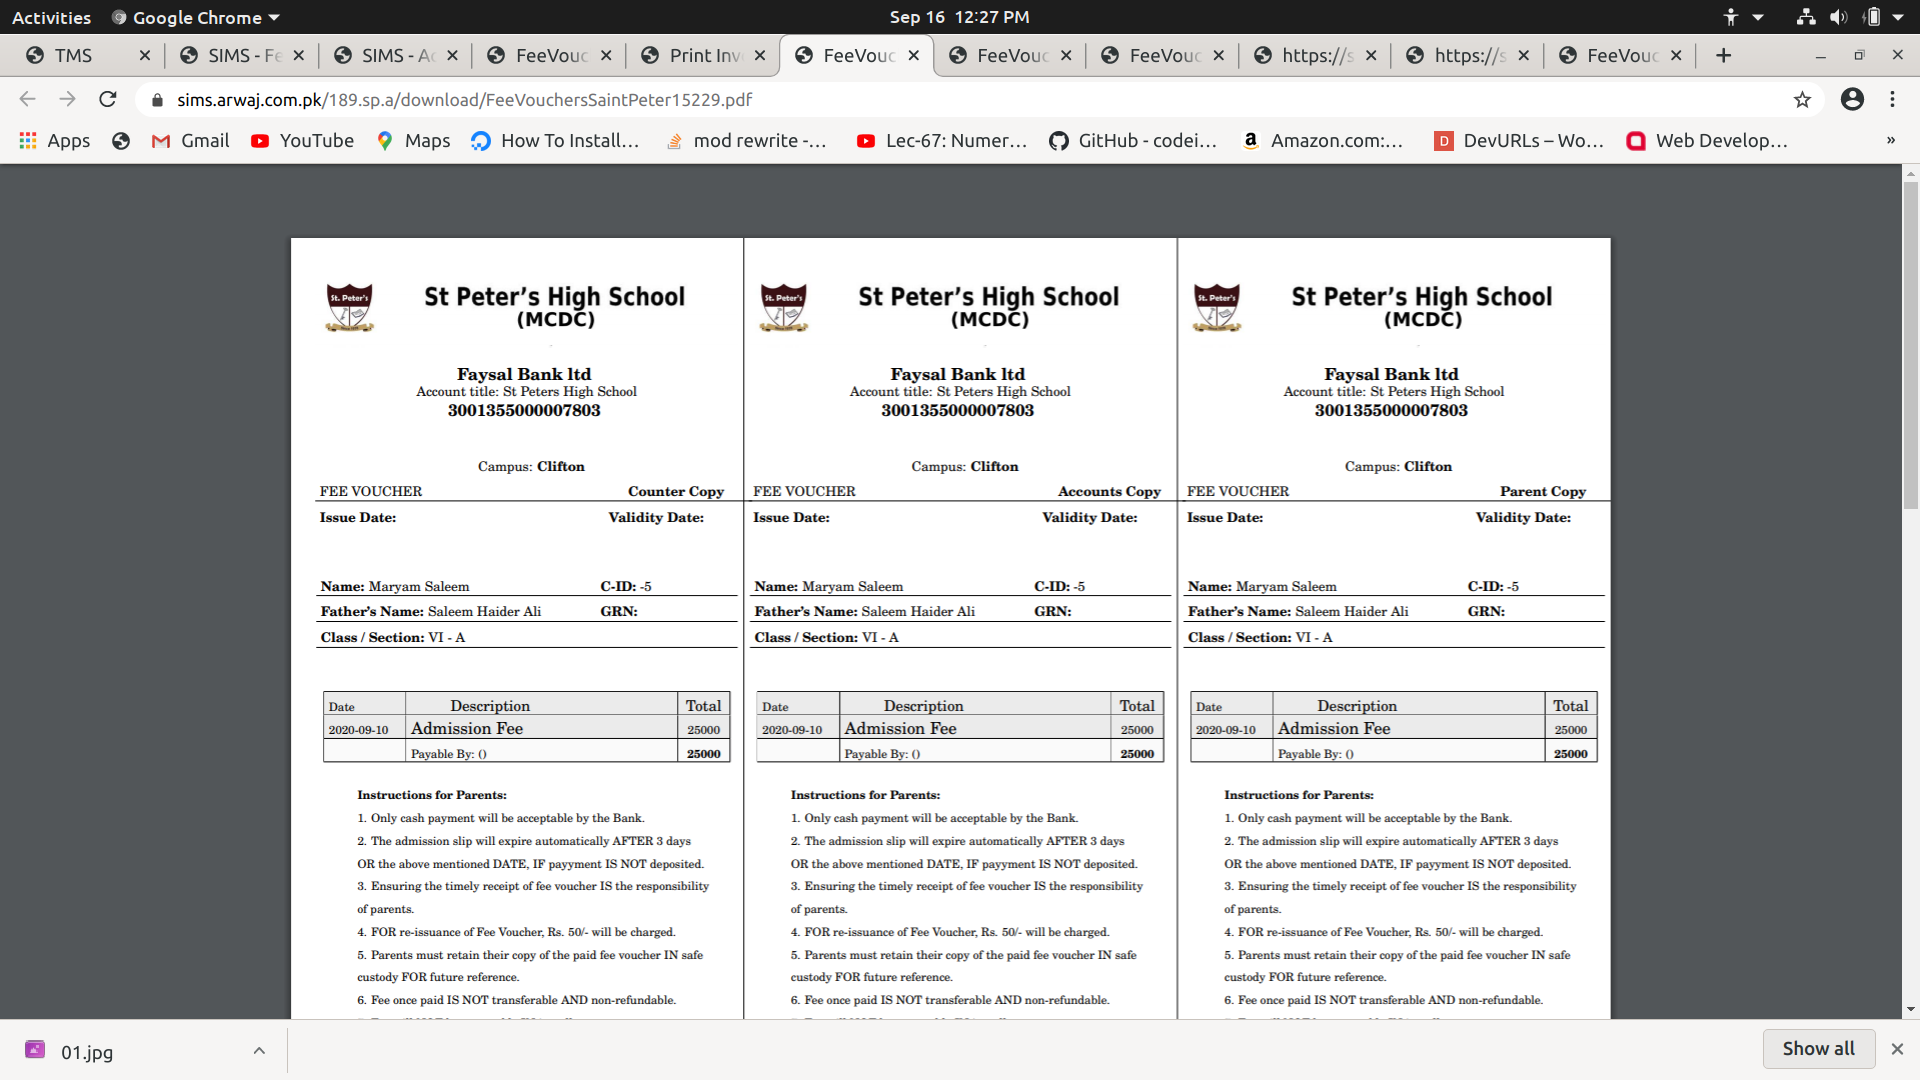 Activities Google Chrome Sep 16 12:27 PM
TMS SIMS - Fe SIMS - Ac FeeVouc Print Inv FeeVouc FeeVouc FeeVouc https://s https://s FeeVouc
sims.arwaj.com.pk/189.sp.a/download/FeeVouchersSaintPeter15229.pdf
Apps Gmail YouTube Maps How To Install... mod rewrite -... Lec-67: Numer... GitHub - codei... Amazon.com:... DevURLs – Wo... Web Develop... »
St. Peter's
St Peter's High School
(MCDC)
Faysal Bank ltd
Account title: St Peters High School
3001355000007803
Campus: Clifton
FEE VOUCHER Counter Copy
Issue Date: Validity Date:
Name: Maryam Saleem C-ID: -5
Father's Name: Saleem Haider Ali GRN:
Class / Section: VI - A
Date Description Total
2020-09-10 Admission Fee 25000
Payable By: () 25000
Instructions for Parents:
1. Only cash payment will be acceptable by the Bank.
2. The admission slip will expire automatically AFTER 3 days
OR the above mentioned DATE, IF payyment IS NOT deposited.
3. Ensuring the timely receipt of fee voucher IS the responsibility
of parents.
4. FOR re-issuance of Fee Voucher, Rs. 50/- will be charged.
5. Parents must retain their copy of the paid fee voucher IN safe
custody FOR future reference.
6. Fee once paid IS NOT transferable AND non-refundable.
St. Peter's
St Peter's High School
(MCDC)
Faysal Bank ltd
Account title: St Peters High School
3001355000007803
Campus: Clifton
FEE VOUCHER Accounts Copy
Issue Date: Validity Date:
Name: Maryam Saleem C-ID: -5
Father's Name: Saleem Haider Ali GRN:
Class / Section: VI - A
Date Description Total
2020-09-10 Admission Fee 25000
Payable By: () 25000
Instructions for Parents:
1. Only cash payment will be acceptable by the Bank.
2. The admission slip will expire automatically AFTER 3 days
OR the above mentioned DATE, IF payyment IS NOT deposited.
3. Ensuring the timely receipt of fee voucher IS the responsibility
of parents.
4. FOR re-issuance of Fee Voucher, Rs. 50/- will be charged.
5. Parents must retain their copy of the paid fee voucher IN safe
custody FOR future reference.
6. Fee once paid IS NOT transferable AND non-refundable.
St. Peter's
St Peter's High School
(MCDC)
Faysal Bank ltd
Account title: St Peters High School
3001355000007803
Campus: Clifton
FEE VOUCHER Parent Copy
Issue Date: Validity Date:
Name: Maryam Saleem C-ID: -5
Father's Name: Saleem Haider Ali GRN:
Class / Section: VI - A
Date Description Total
2020-09-10 Admission Fee 25000
Payable By: () 25000
Instructions for Parents:
1. Only cash payment will be acceptable by the Bank.
2. The admission slip will expire automatically AFTER 3 days
OR the above mentioned DATE, IF payyment IS NOT deposited.
3. Ensuring the timely receipt of fee voucher IS the responsibility
of parents.
4. FOR re-issuance of Fee Voucher, Rs. 50/- will be charged.
5. Parents must retain their copy of the paid fee voucher IN safe
custody FOR future reference.
6. Fee once paid IS NOT transferable AND non-refundable.
01.jpg Show all